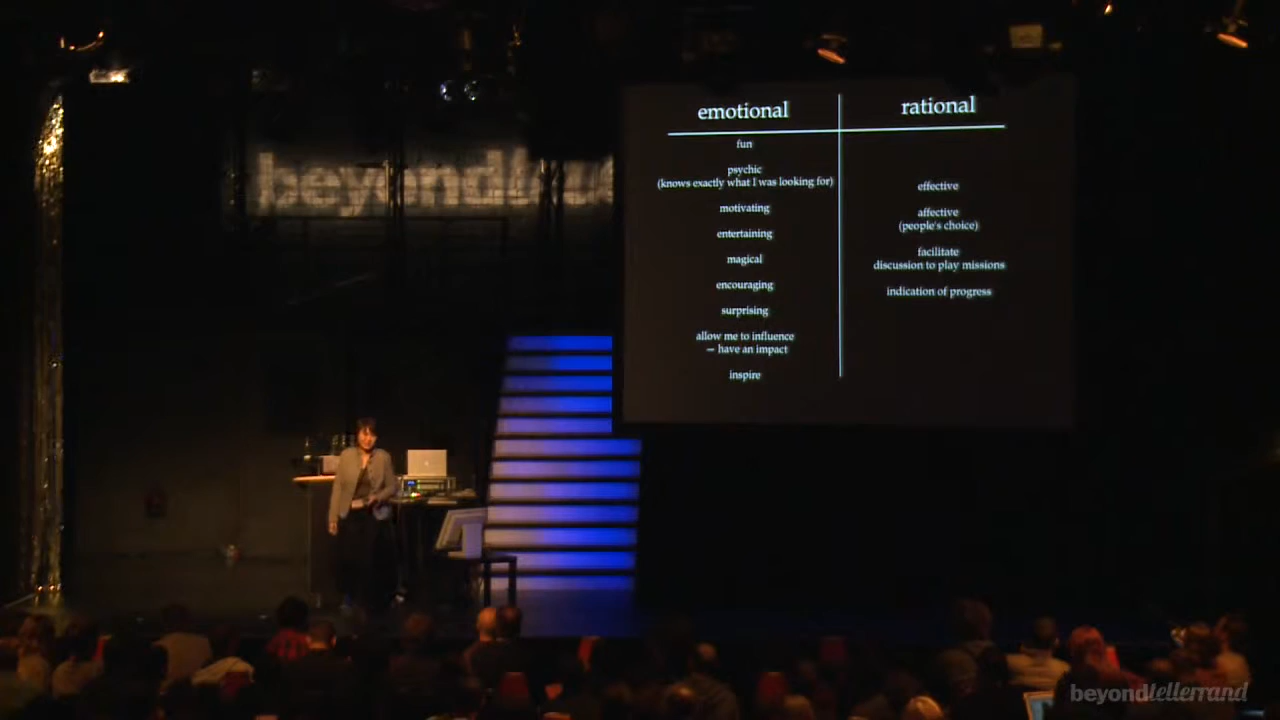 emotional
rational
fun
psychic
(knows exactly what I was looking for)
motivating
entertaining
magical
encouraging
surprising
allow me to influence
– have an impact
inspire
effective
affective
(people's choice)
facilitate
discussion to play missions
indication of progress
beyond
beyondtellerrand